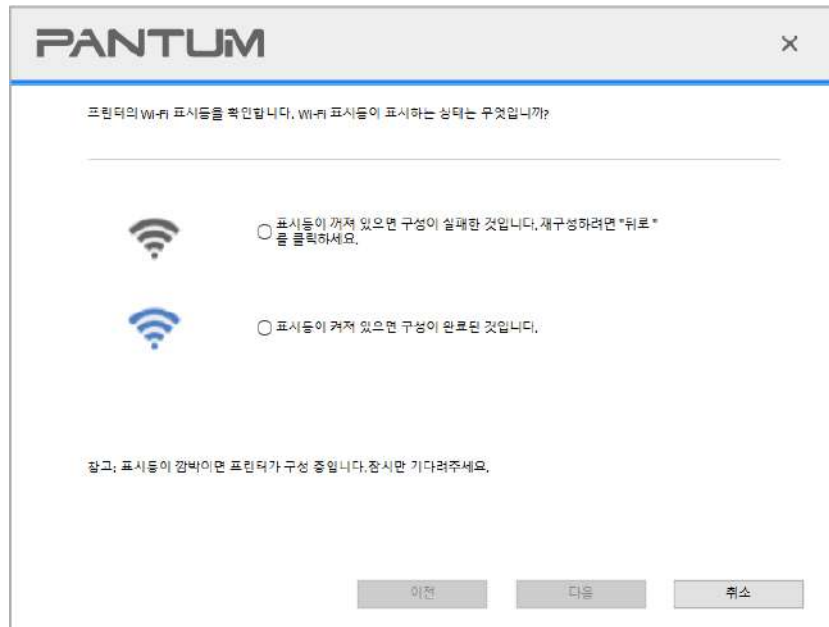 PANTUM
프린터의 Wi-Fi 표시등을 확인합니다. Wi-Fi 표시등이 표시하는 상태는 무엇입니까?
표시등이 꺼져 있으면 구성이 실패한 것입니다.재구성하려면 "뒤로 "
를 클릭하세요.
표시등이 켜져 있으면 구성이 완료된 것입니다.
참고: 표시등이 깜박이면 프린터가 구성 중입니다.잠시만 기다려주세요.
이전
다음
취소